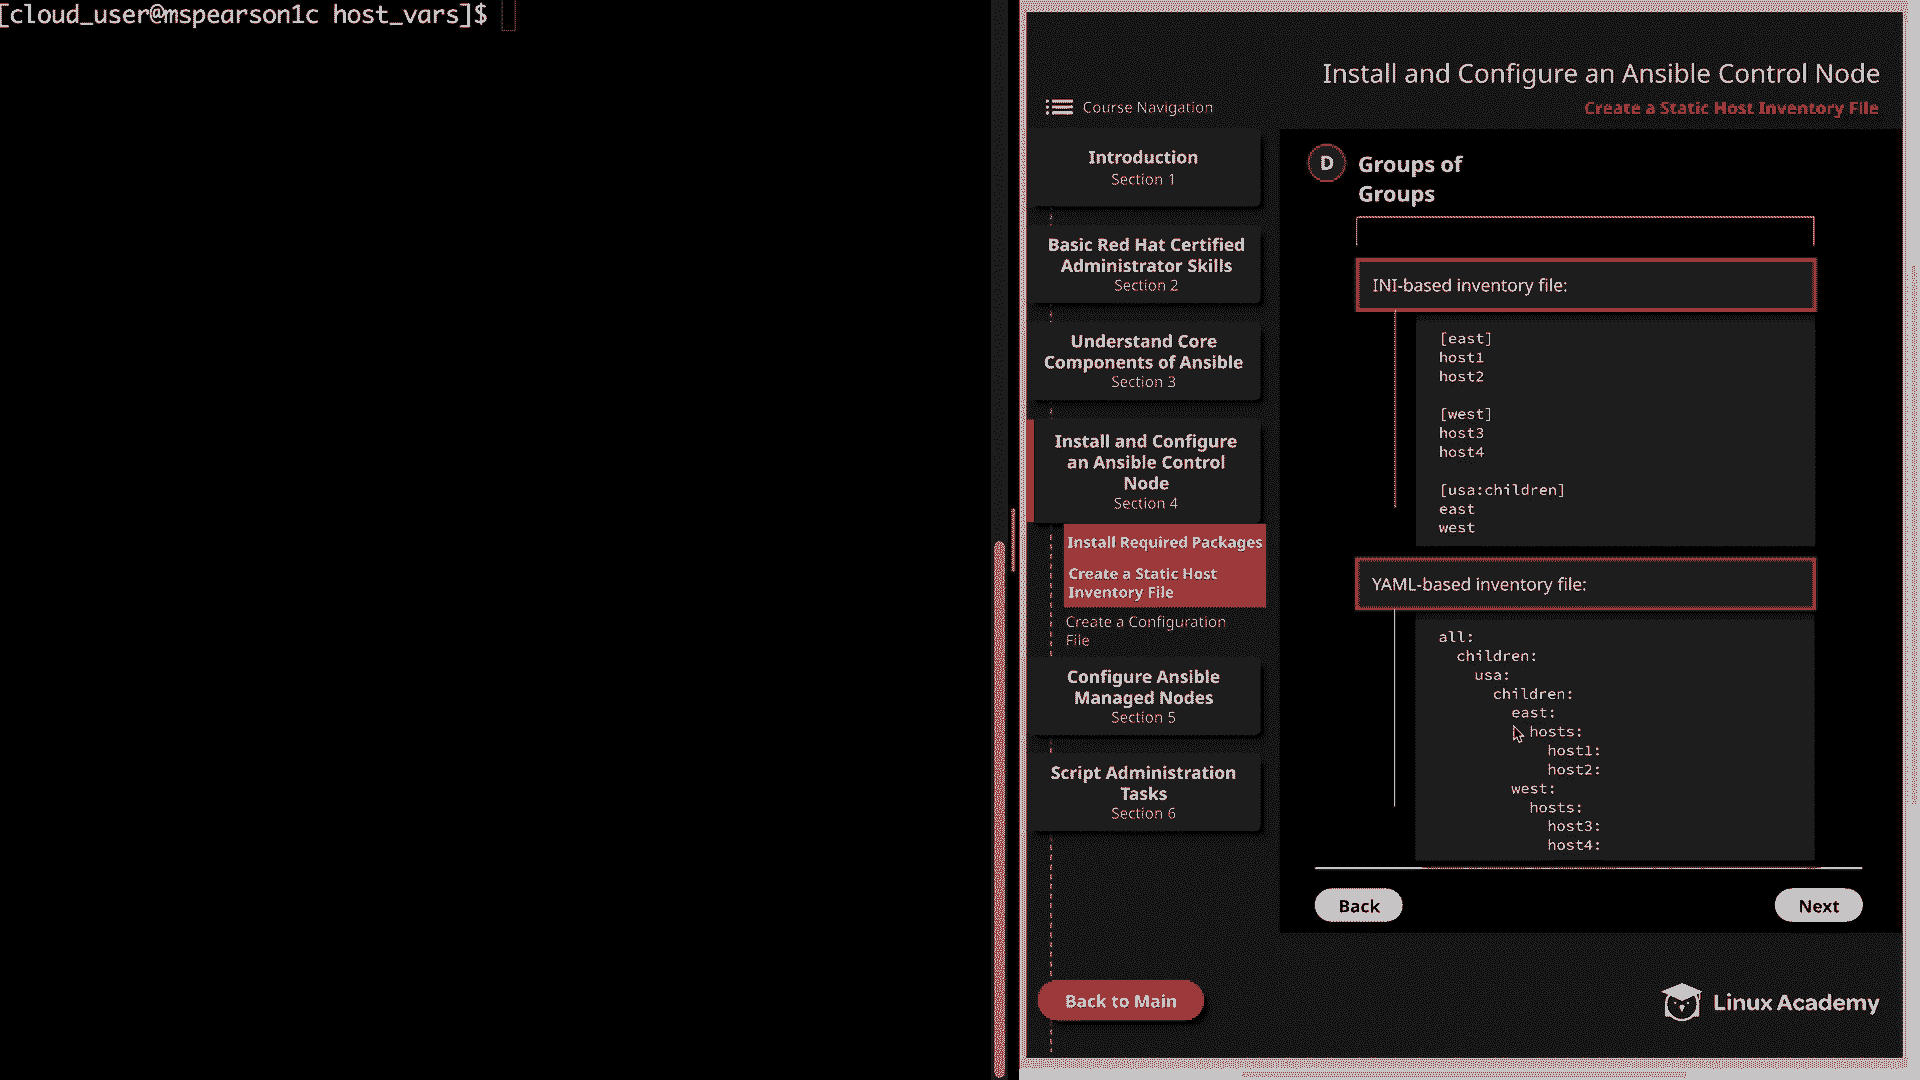 [cloud_user@mspearson1c host_vars]$
Install and Configure an Ansible Control Node
Create a Static Host Inventory File
Course Navigation
Introduction
Section 1
Basic Red Hat Certified
Administrator Skills
Section 2
Understand Core
Components of Ansible
Section 3
Install and Configure
an Ansible Control
Node
Section 4
Install Required Packages
Create a Static Host
Inventory File
Create a Configuration
File
Configure Ansible
Managed Nodes
Section 5
Script Administration
Tasks
Section 6
Back to Main
D
Groups of
Groups
INI-based inventory file:
[east]
host1
host2
[west]
host3
host4
[usa:children]
east
west
YAML-based inventory file:
all:
children:
usa:
children:
east:
hosts:
host1:
host2:
west:
hosts:
host3:
host4:
Back
Next
Linux Academy